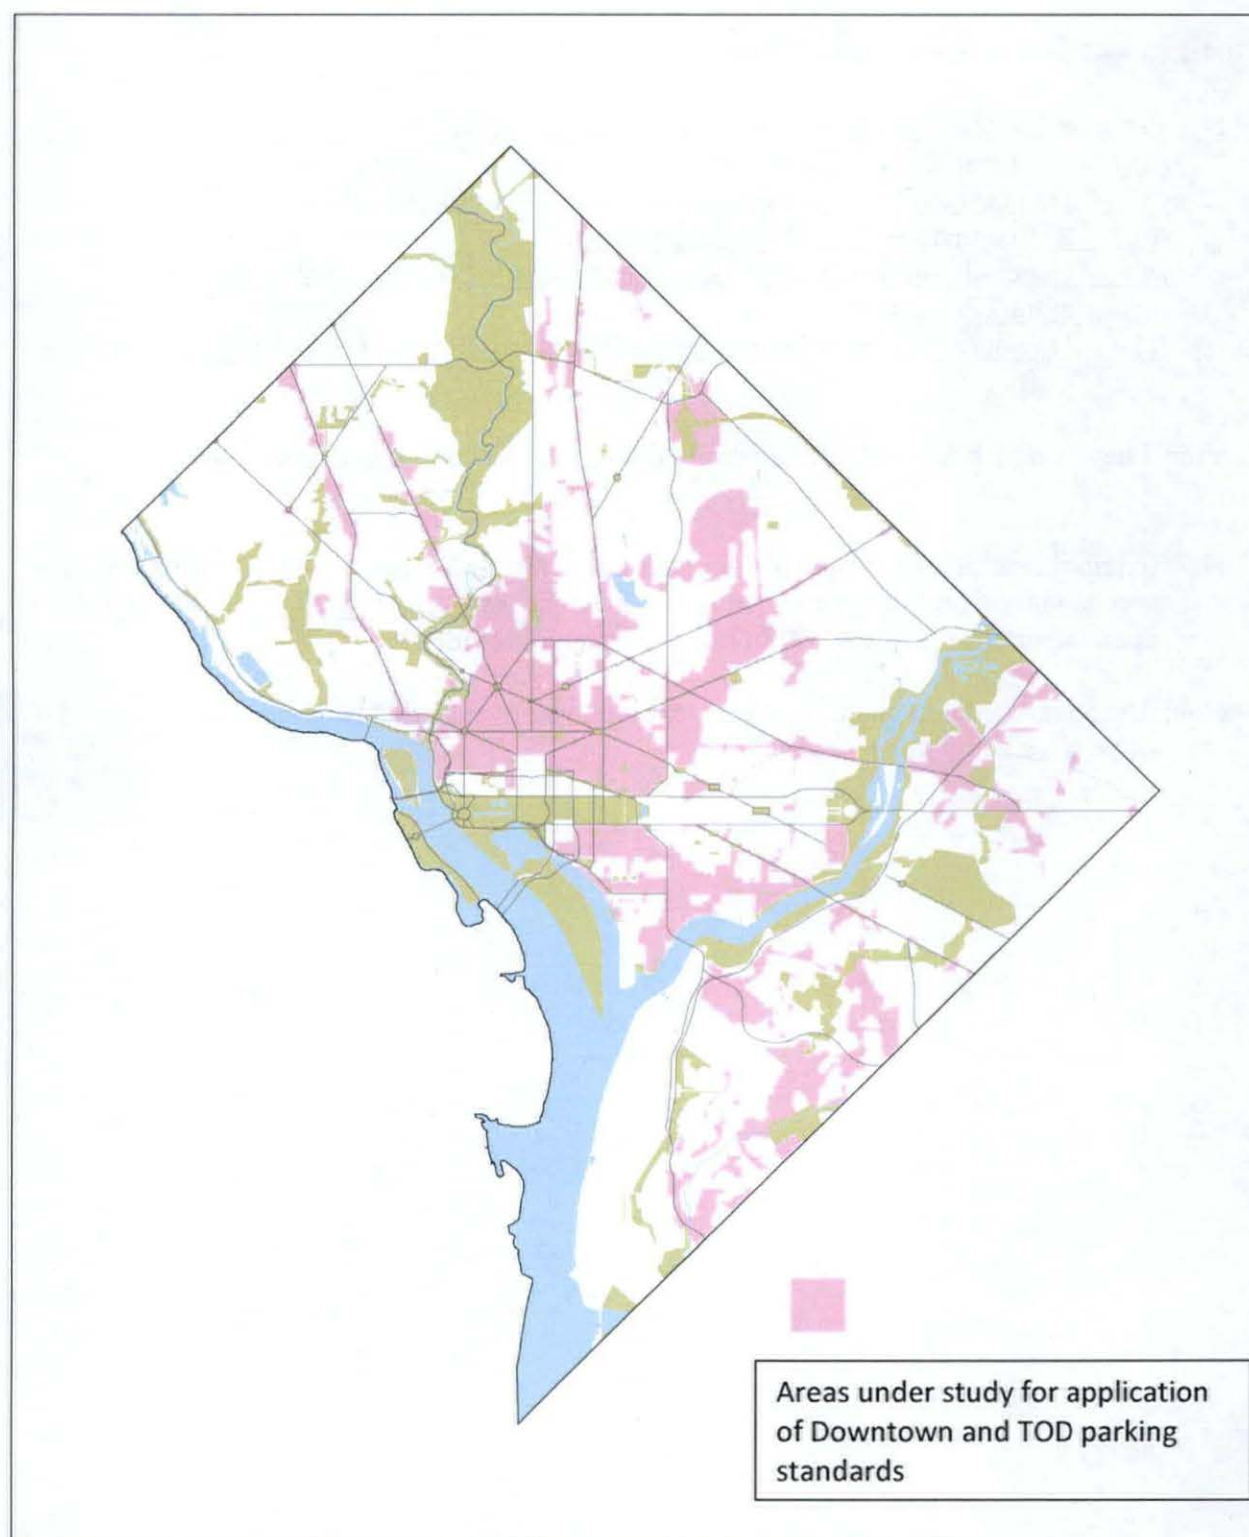 Areas under study for application
of Downtown and TOD parking
standards